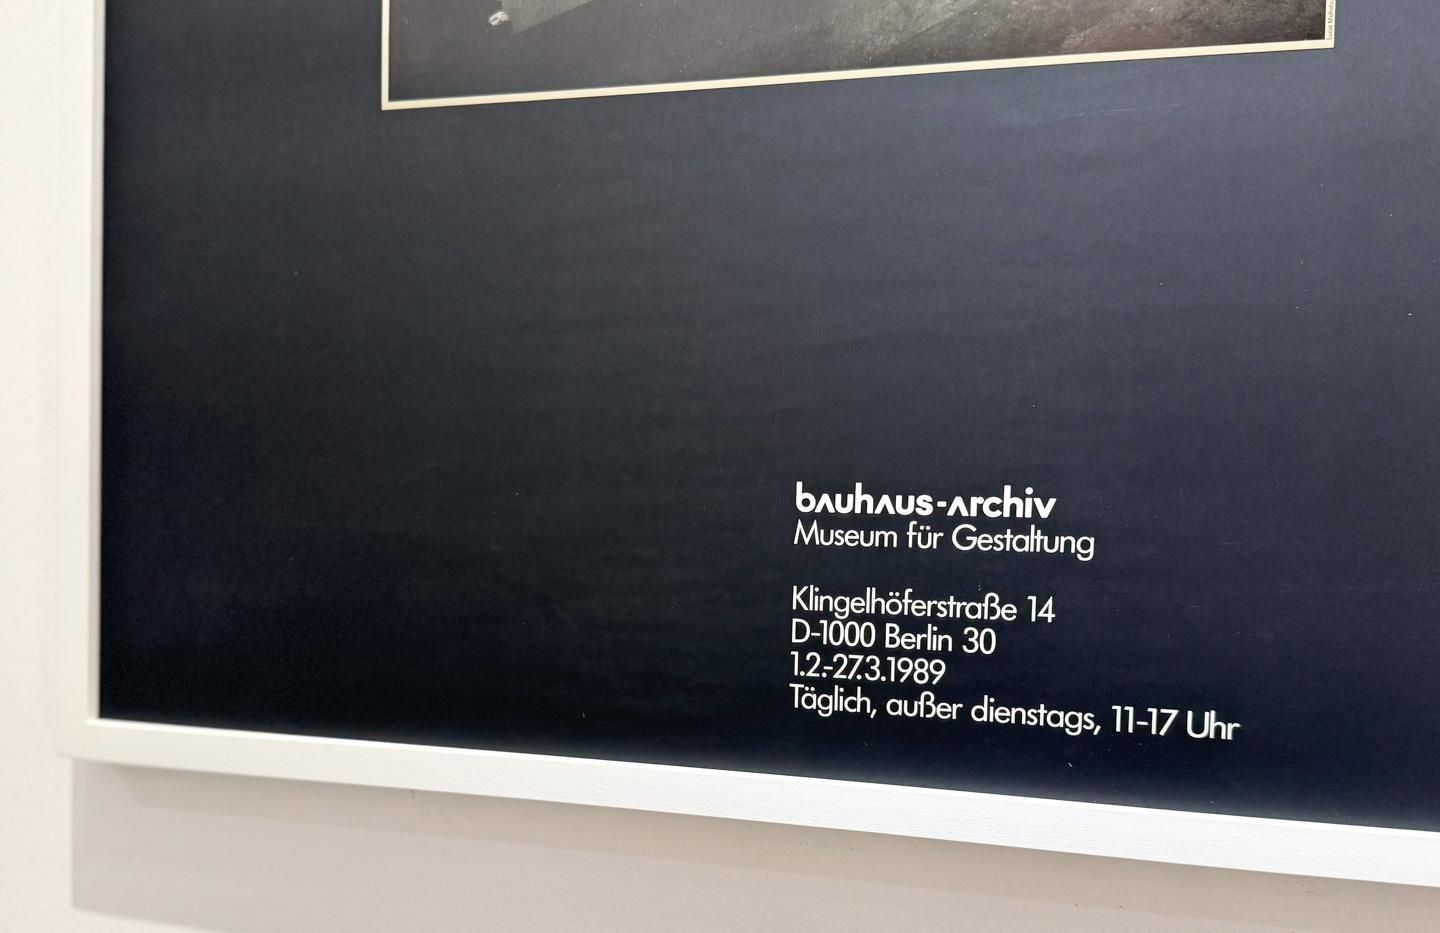 bauhaus-archiv
Museum für Gestaltung
Klingelhöferstraße 14
D-1000 Berlin 30
1.2.-27.3.1989
Täglich, außer dienstags, 11-17 Uhr